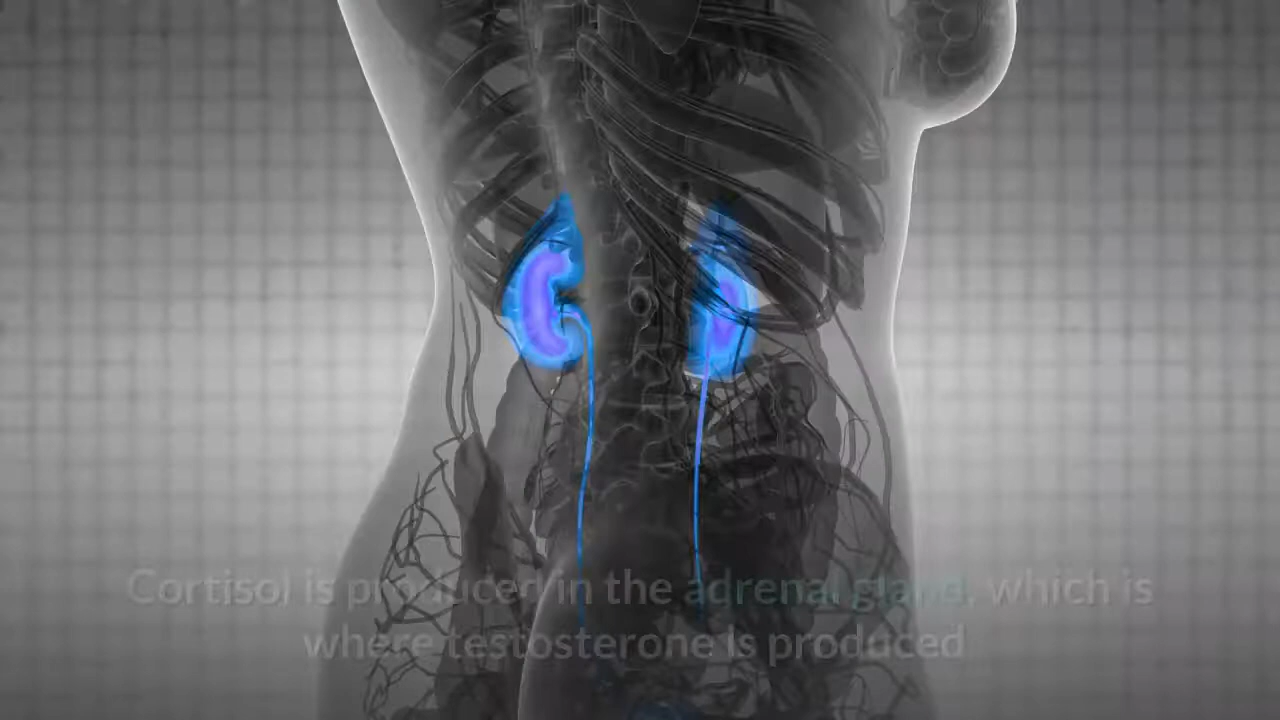 Cortisol is produced in the adrenal gland, which is
where testosterone is produced